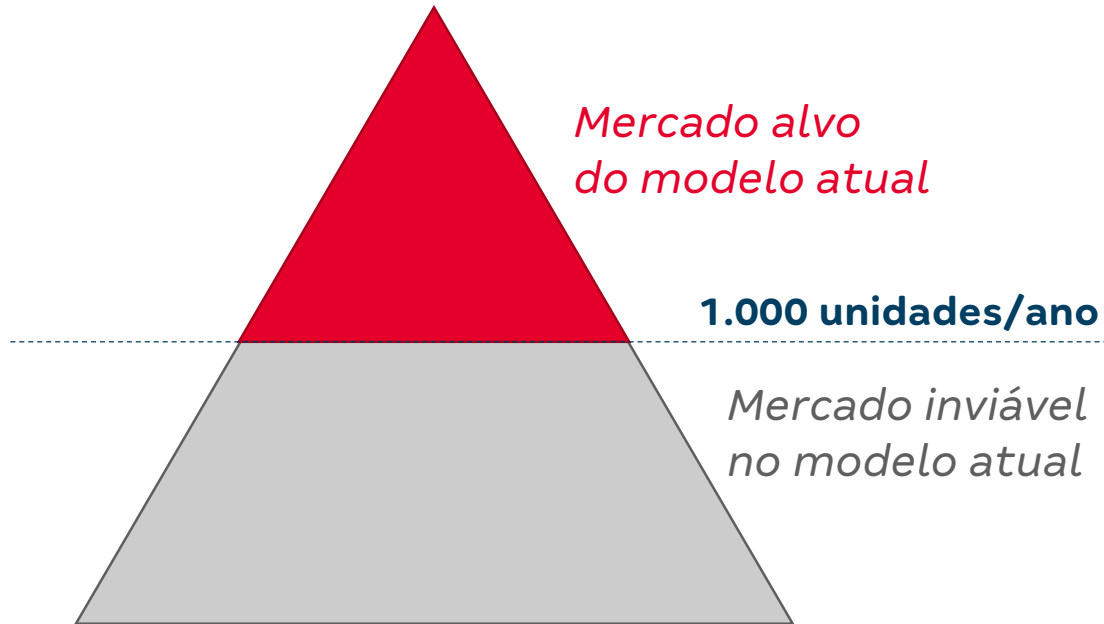 Mercado alvo
do modelo atual
1.000 unidades/ano
Mercado inviável
no modelo atual